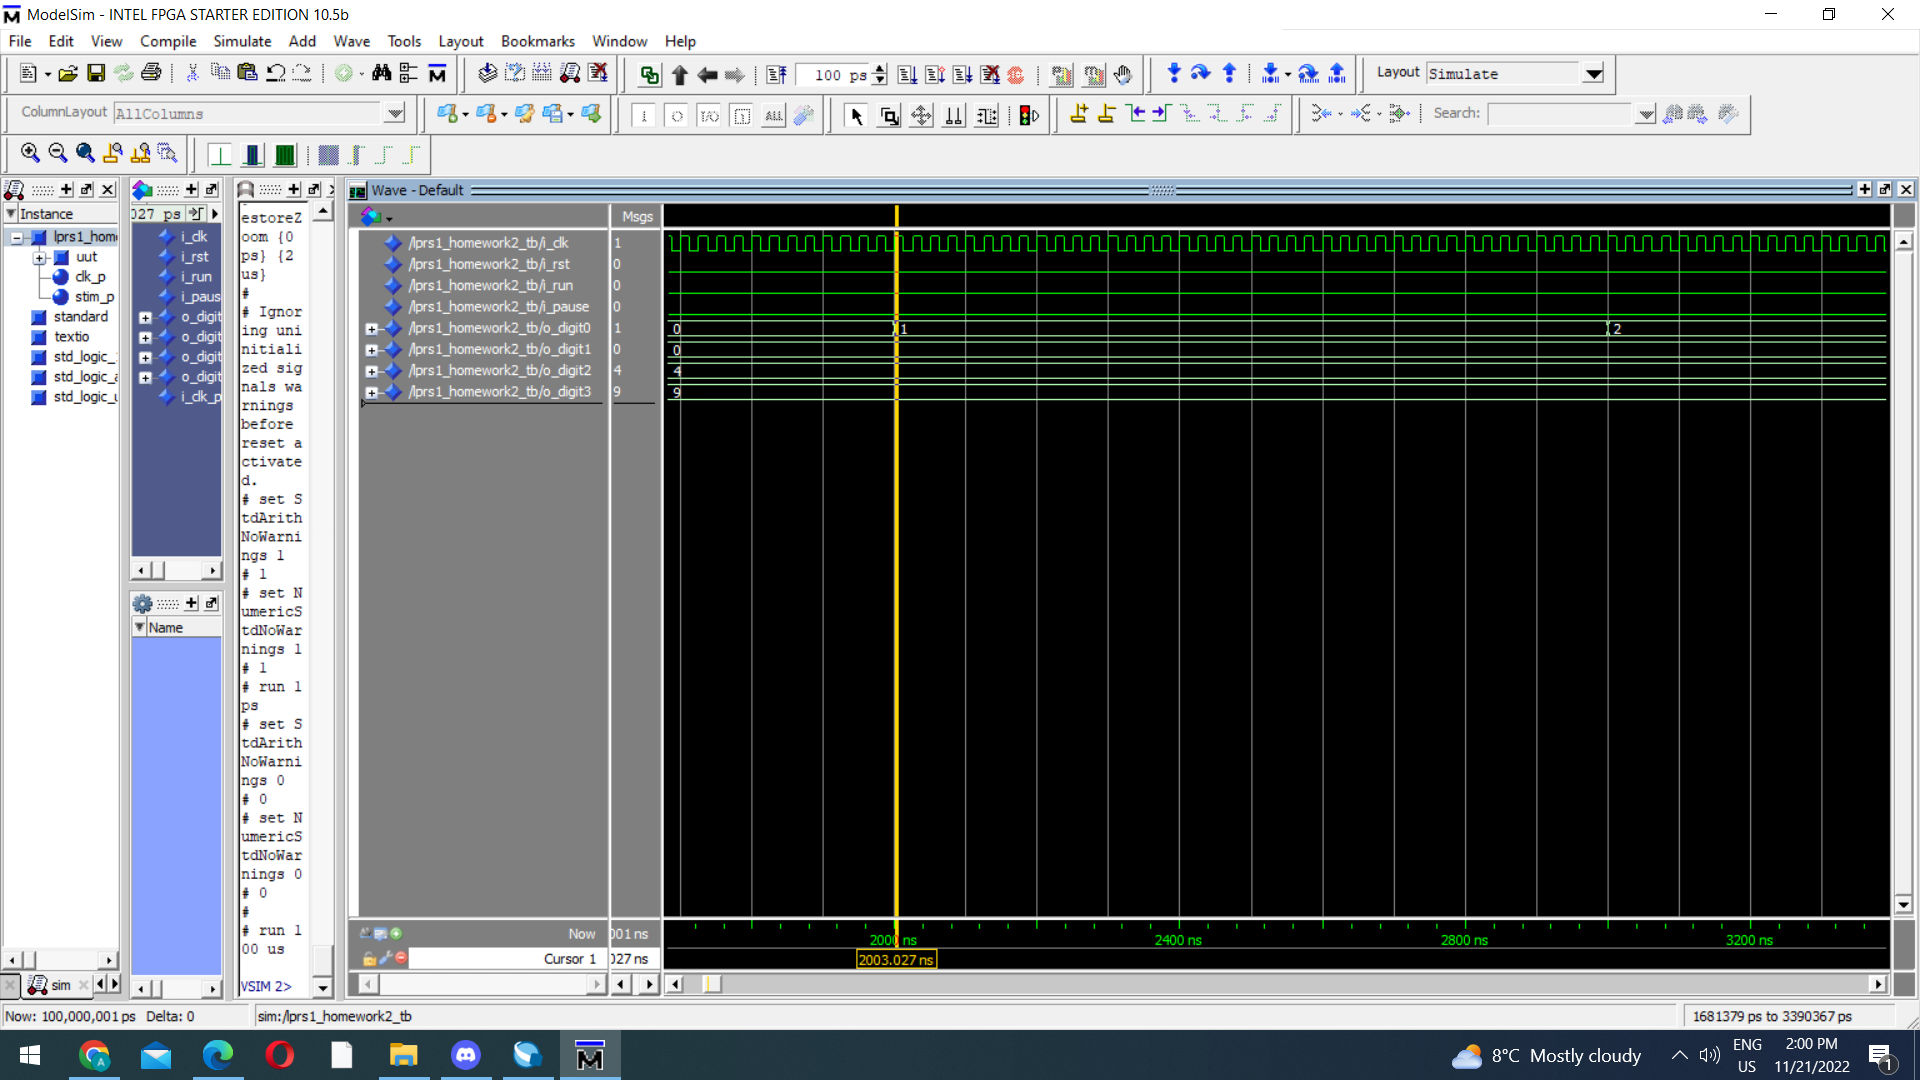 ModelSim - INTEL FPGA STARTER EDITION 10.5b
File Edit View Compile Simulate Add Wave Tools Layout Bookmarks Window Help
100 ps
Layout Simulate
ColumnLayout AllColumns
ALL
Search:
Instance
lprs1_hom
uut
clk_p
stim_p
standard
textio
std_logic_
std_logic_a
std_logic_u
sim
027 ps
i_clk
i_rst
i_run
i_paus
o_digit
o_digit
o_digit
o_digit
i_clk_p
Name
estoreZ
oom {0
ps} {2
us}
#
# Ignor
ing uni
nitiali
zed sig
nals wa
rnings
before
reset a
ctivate
d.
# set S
tdArith
NoWarni
ngs 1
# 1
# set N
umericS
tdNoWar
nings 1
# 1
# run 1
ps
# set S
tdArith
NoWarni
ngs 0
# 0
# set N
umericS
tdNoWar
nings 0
# 0
#
# run 1
00 us
VSIM 2>
Wave - Default
Msgs
/lprs1_homework2_tb/i_clk 1
/lprs1_homework2_tb/i_rst 0
/lprs1_homework2_tb/i_run 0
/lprs1_homework2_tb/i_pause 0
/lprs1_homework2_tb/o_digit0 1 0 1 2
/lprs1_homework2_tb/o_digit1 0 0
/lprs1_homework2_tb/o_digit2 4 4
/lprs1_homework2_tb/o_digit3 9 9
Now 001 ns 2000 ns 2400 ns 2800 ns 3200 ns
Cursor 1 027 ns 2003.027 ns
Now: 100,000,001 ps Delta: 0 sim:/lprs1_homework2_tb 1681379 ps to 3390367 ps
8°C Mostly cloudy
ENG
US
2:00 PM
11/21/2022
1